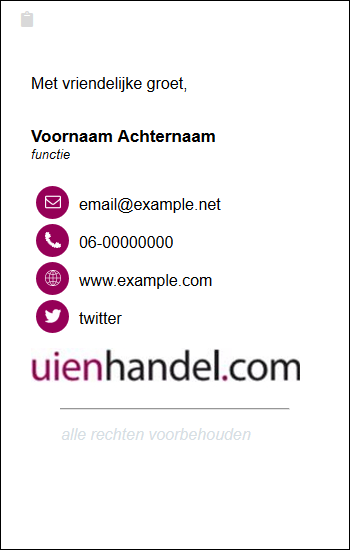 Met vriendelijke groet,
Voornaam Achternaam
functie
email@example.net
06-00000000
www.example.com
twitter
uienhandel.com
alle rechten voorbehouden